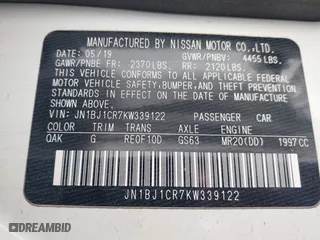 MANUFACTURED BY NISSAN MOTOR CO.,LTD.
DATE: 05/19 GVWR/PNBV: 4455 LBS.
GAWR/PNBE FR: 2370LBS. RR: 2120LBS.
THIS VEHICLE CONFORMS TO ALL APPLICABLE FEDERAL
MOTOR VEHICLE SAFETY, BUMPER, AND THEFT PREVENTION
STANDARDS IN EFFECT ON THE DATE OF MANUFACTURE
SHOWN ABOVE.
VIN: JN1BJ1CR7KW339122 PASSENGER CAR
COLOR TRIM TRANS AXLE ENGINE
QAK G RE0F10D GS63 MR20(DD) 1997CC
JN1BJ1CR7KW339122
© DREAMBID
DREAMBID.COM